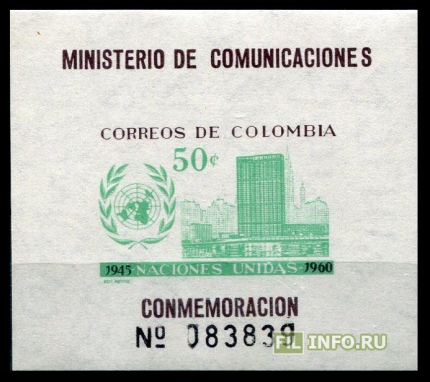 MINISTERIO DE COMUNICACIONES
CORREOS DE COLOMBIA
50¢
1945 NACIONES UNIDAS 1960
CONMEMORACION
Nº 083839
FIL INFO.RU